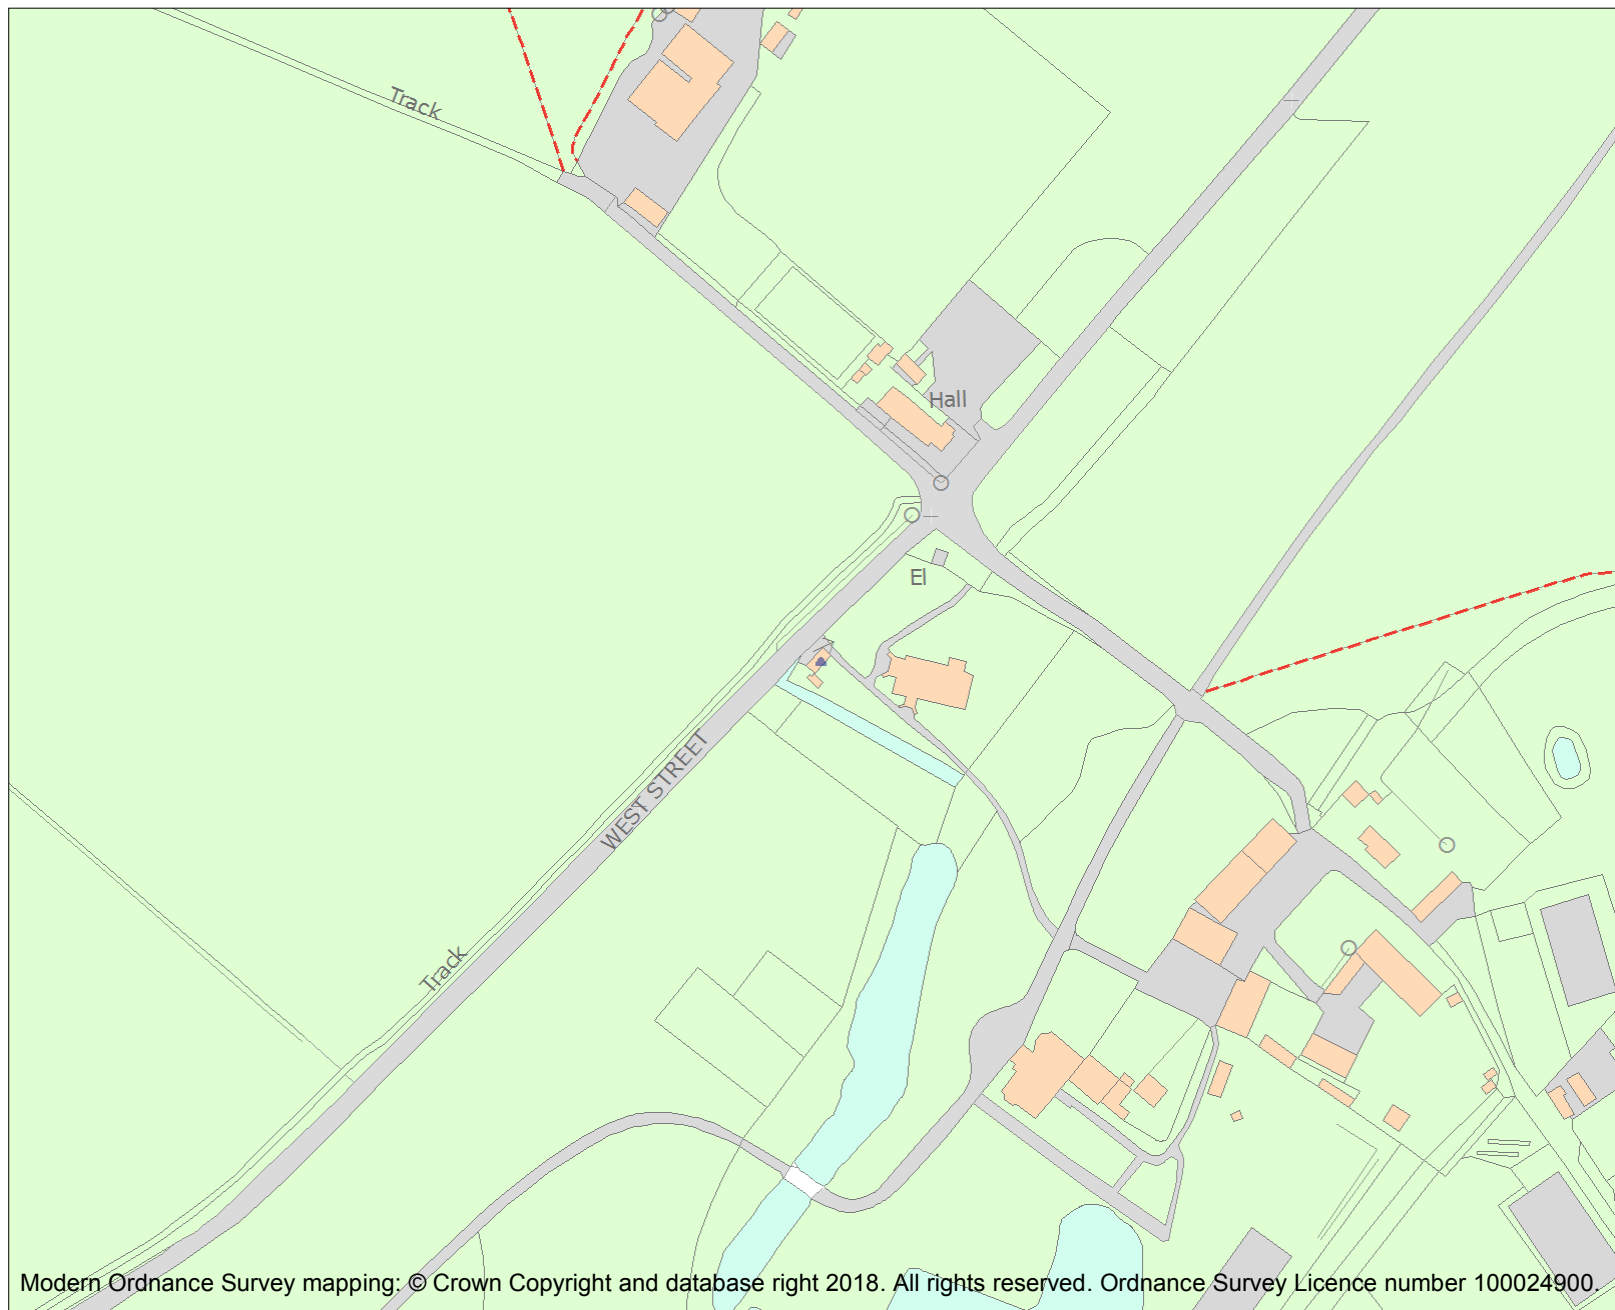 Track
Hall
El
WEST STREET
Track
Modern Ordnance Survey mapping: © Crown Copyright and database right 2018. All rights reserved. Ordnance Survey Licence number 100024900.